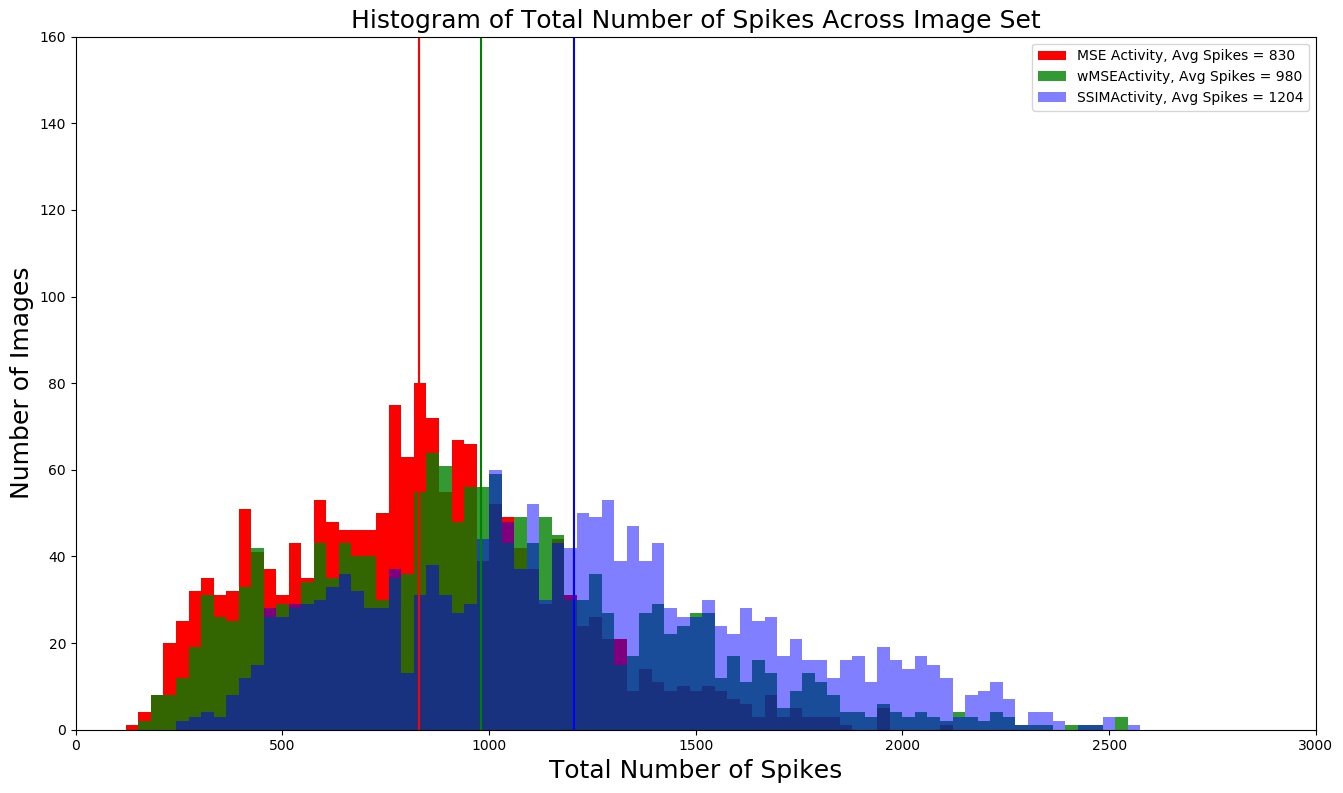 Histogram of Total Number of Spikes Across Image Set
MSE Activity, Avg Spikes = 830
wMSEActivity, Avg Spikes = 980
SSIMActivity, Avg Spikes = 1204
160
140
120
100
80
60
40
20
0
Number of Images
0 500 1000 1500 2000 2500 3000
Total Number of Spikes